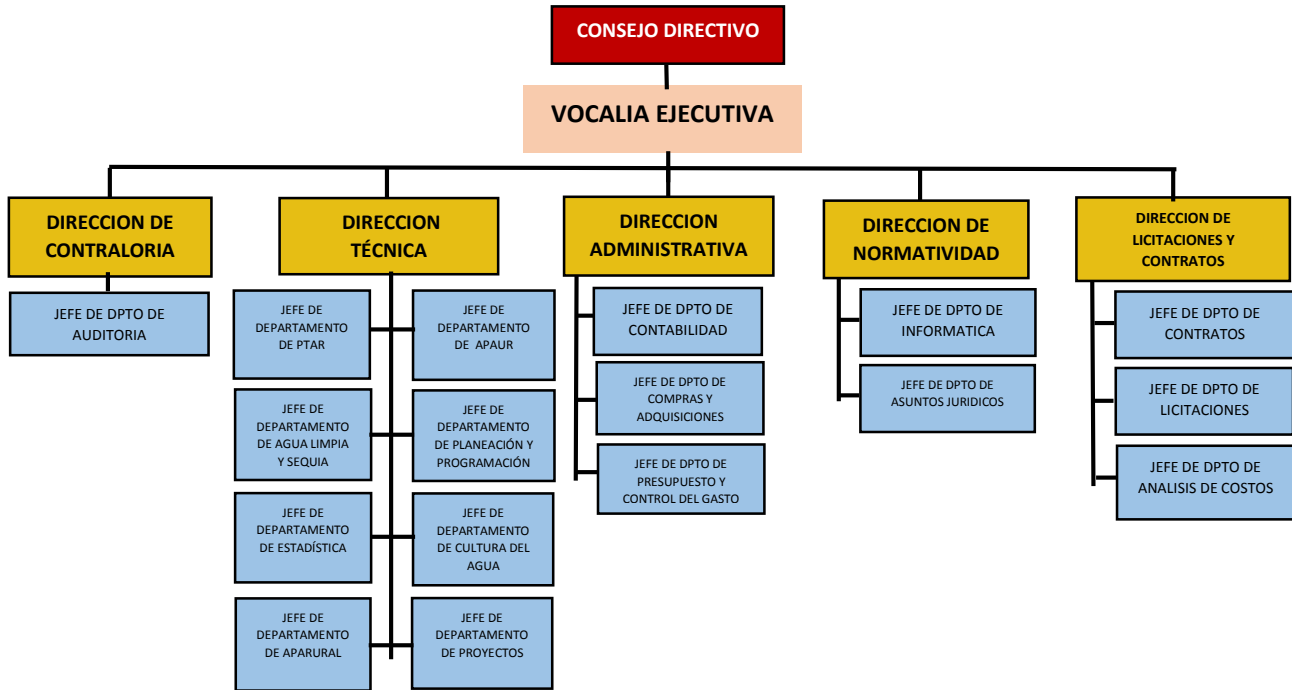 CONSEJO DIRECTIVO
VOCALIA EJECUTIVA
DIRECCION DE
CONTRALORIA
JEFE DE DPTO DE
AUDITORIA
DIRECCION
TÉCNICA
JEFE DE
DEPARTAMENTO
DE PTAR
JEFE DE
DEPARTAMENTO
DE APAUR
JEFE DE
DEPARTAMENTO
DE AGUA LIMPIA
Y SEQUIA
JEFE DE
DEPARTAMENTO
DE PLANEACIÓN Y
PROGRAMACIÓN
JEFE DE
DEPARTAMENTO
DE ESTADÍSTICA
JEFE DE
DEPARTAMENTO
DE CULTURA DEL
AGUA
JEFE DE
DEPARTAMENTO
DE APARURAL
JEFE DE
DEPARTAMENTO
DE PROYECTOS
DIRECCION
ADMINISTRATIVA
JEFE DE DPTO DE
CONTABILIDAD
JEFE DE DPTO DE
COMPRAS Y
ADQUISICIONES
JEFE DE DPTO DE
PRESUPUESTO Y
CONTROL DEL GASTO
DIRECCION DE
NORMATIVIDAD
JEFE DE DPTO DE
INFORMATICA
JEFE DE DPTO DE
ASUNTOS JURIDICOS
DIRECCION DE
LICITACIONES Y
CONTRATOS
JEFE DE DPTO DE
CONTRATOS
JEFE DE DPTO DE
LICITACIONES
JEFE DE DPTO DE
ANALISIS DE COSTOS